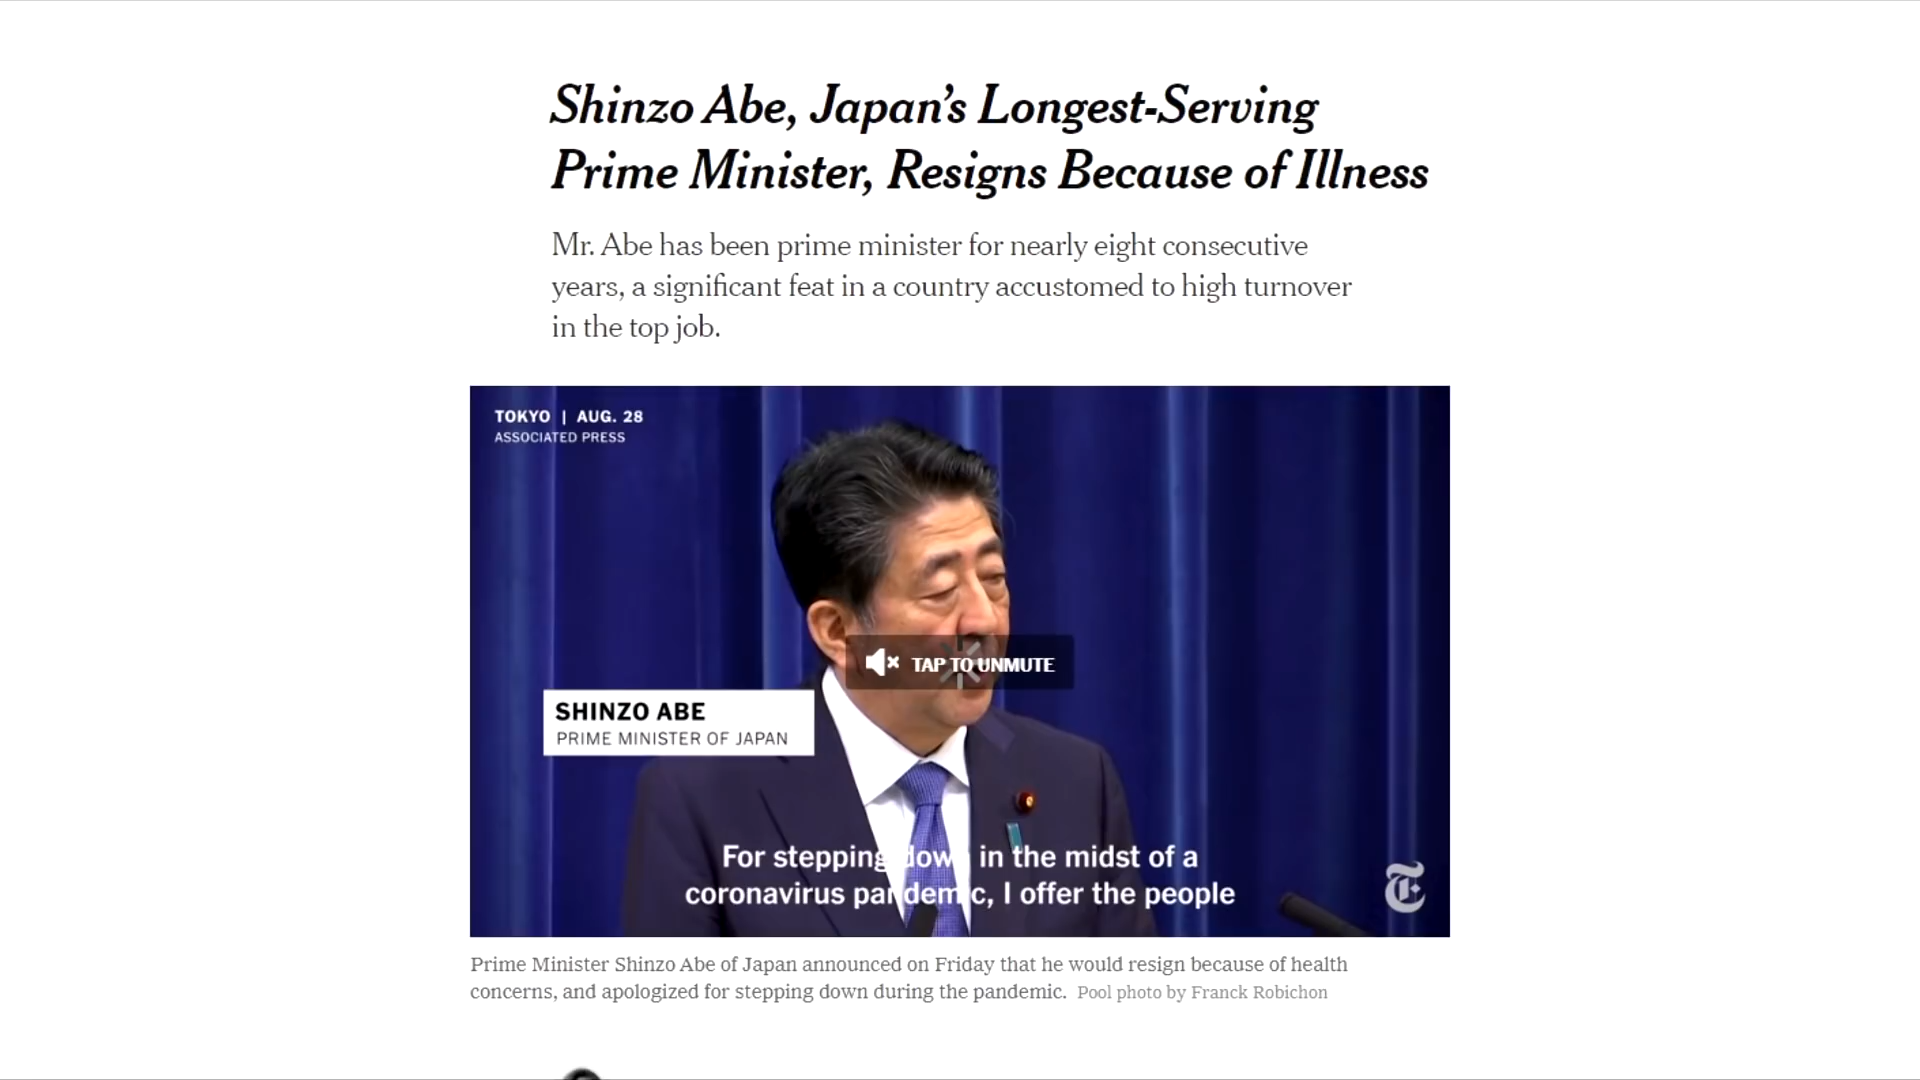 Shinzo Abe, Japan’s Longest-Serving
Prime Minister, Resigns Because of Illness
Mr. Abe has been prime minister for nearly eight consecutive
years, a significant feat in a country accustomed to high turnover
in the top job.
TOKYO | AUG. 28
ASSOCIATED PRESS
TAP TO UNMUTE
SHINZO ABE
PRIME MINISTER OF JAPAN
For stepping down in the midst of a
coronavirus pandemic, I offer the people
T
Prime Minister Shinzo Abe of Japan announced on Friday that he would resign because of health
concerns, and apologized for stepping down during the pandemic. Pool photo by Franck Robichon